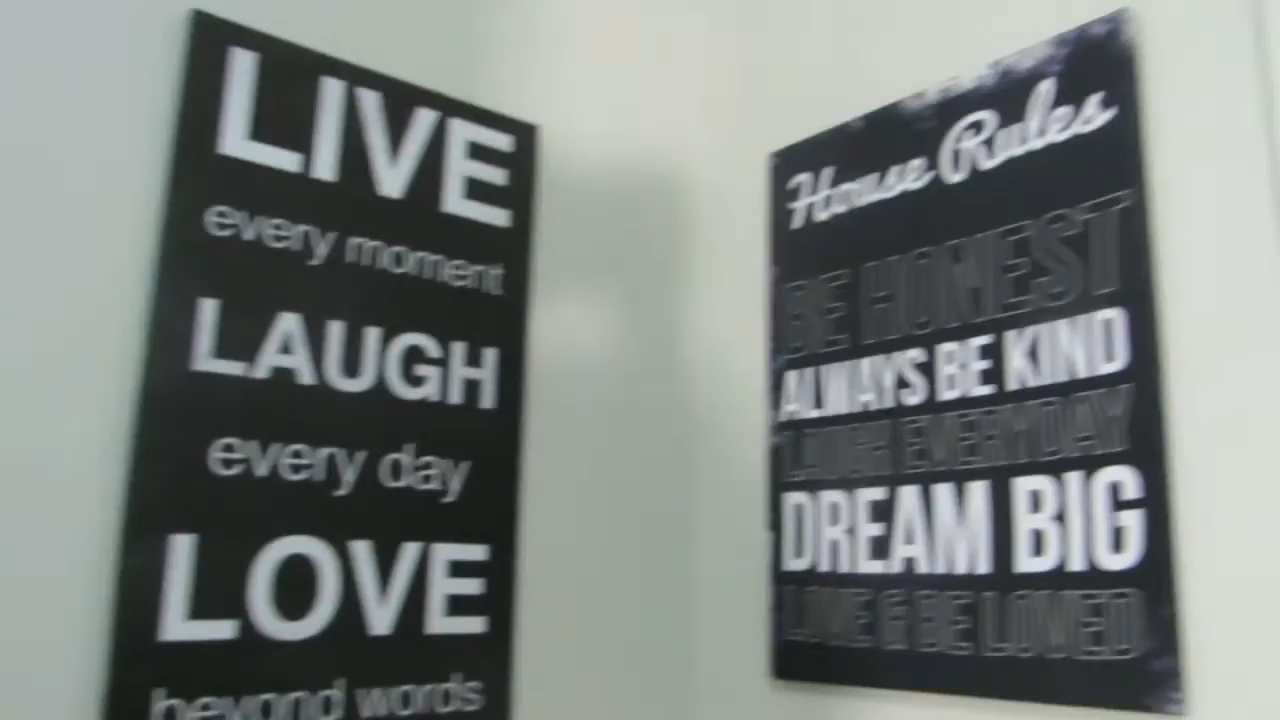 LIVE
every moment
LAUGH
every day
LOVE
beyond words
House Rules
BE HONEST
ALWAYS BE KIND
LAUGH EVERYDAY
DREAM BIG
LOVE & BE LOVED